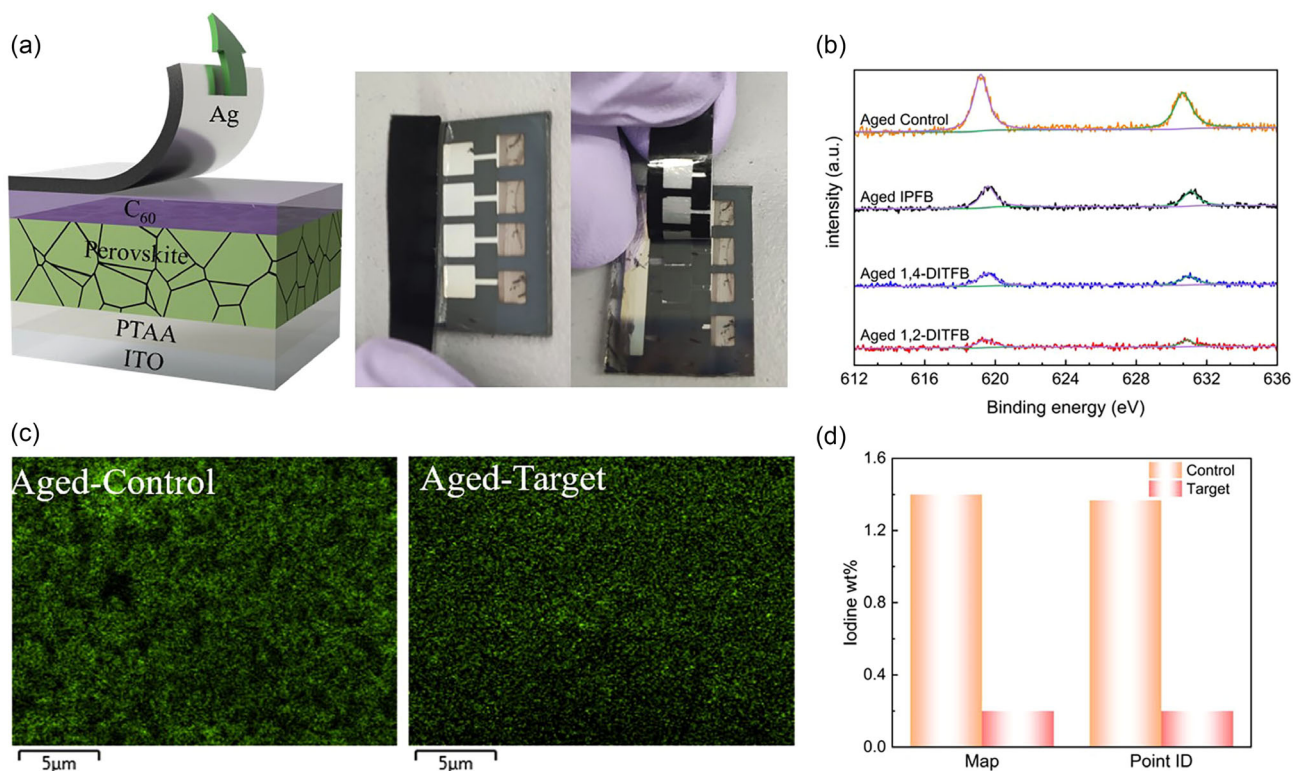 (a)
Ag
C60
Perovskite
PTAA
ITO
(b)
Aged Control
Aged IPFB
Aged 1,4-DITFB
Aged 1,2-DITFB
intensity (a.u.)
612 616 620 624 628 632 636
Binding energy (eV)
(c)
Aged-Control
Aged-Target
5μm
5μm
(d)
Control
Target
1.6
1.2
0.8
0.4
0.0
Iodine wt%
Map Point ID